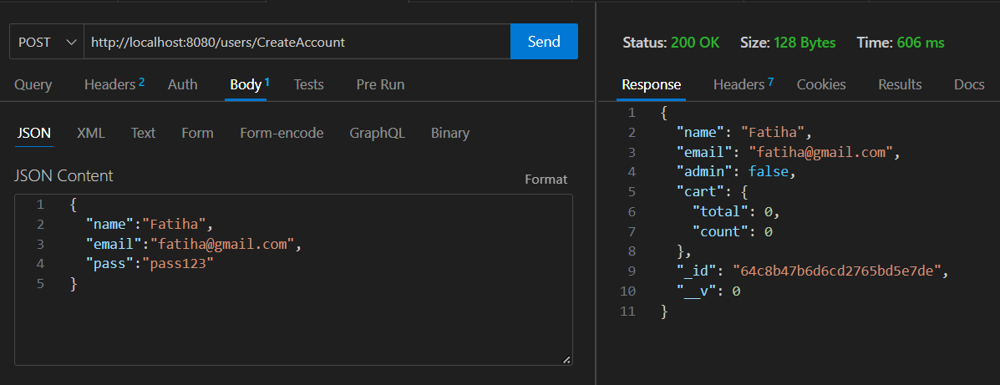 POST http://localhost:8080/users/CreateAccount Send
Query Headers 2 Auth Body 1 Tests Pre Run
JSON XML Text Form Form-encode GraphQL Binary
JSON Content Format
1 {
2 "name":"Fatiha",
3 "email":"fatiha@gmail.com",
4 "pass":"pass123"
5 }
Status: 200 OK Size: 128 Bytes Time: 606 ms
Response Headers 7 Cookies Results Docs
1 {
2 "name": "Fatiha",
3 "email": "fatiha@gmail.com",
4 "admin": false,
5 "cart": {
6 "total": 0,
7 "count": 0
8 },
9 "_id": "64c8b47b6d6cd2765bd5e7de",
10 "__v": 0
11 }